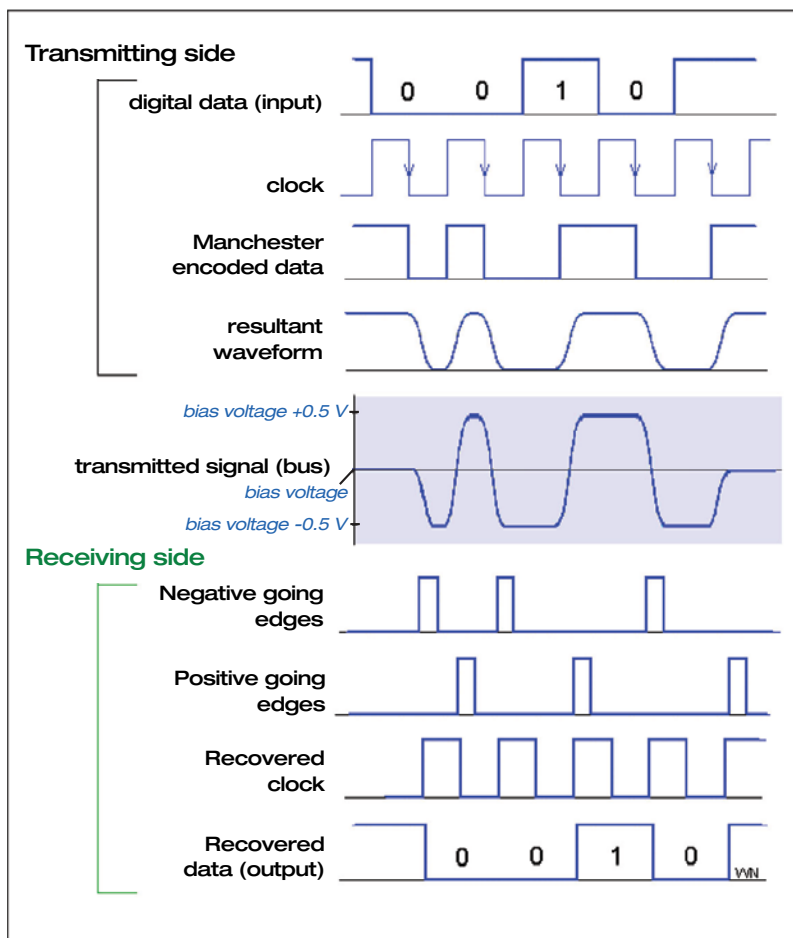 Transmitting side
0 0 1 0
digital data (input)
clock
Manchester
encoded data
resultant
waveform
bias voltage +0.5 V
transmitted signal (bus)
bias voltage
bias voltage -0.5 V
Receiving side
Negative going
edges
Positive going
edges
Recovered
clock
Recovered
data (output)
0 0 1 0